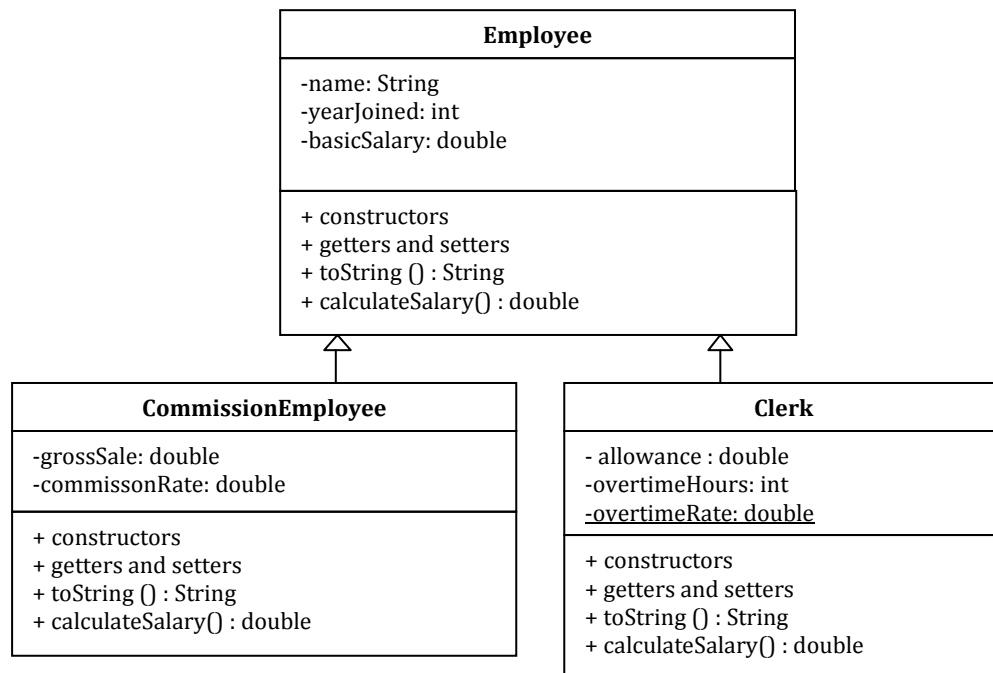 Employee
-name: String
-yearJoined: int
-basicSalary: double
+ constructors
+ getters and setters
+ toString () : String
+ calculateSalary() : double
CommissionEmployee
-grossSale: double
-commissonRate: double
+ constructors
+ getters and setters
+ toString () : String
+ calculateSalary() : double
Clerk
- allowance : double
-overtimeHours: int
-overtimeRate: double
+ constructors
+ getters and setters
+ toString () : String
+ calculateSalary() : double